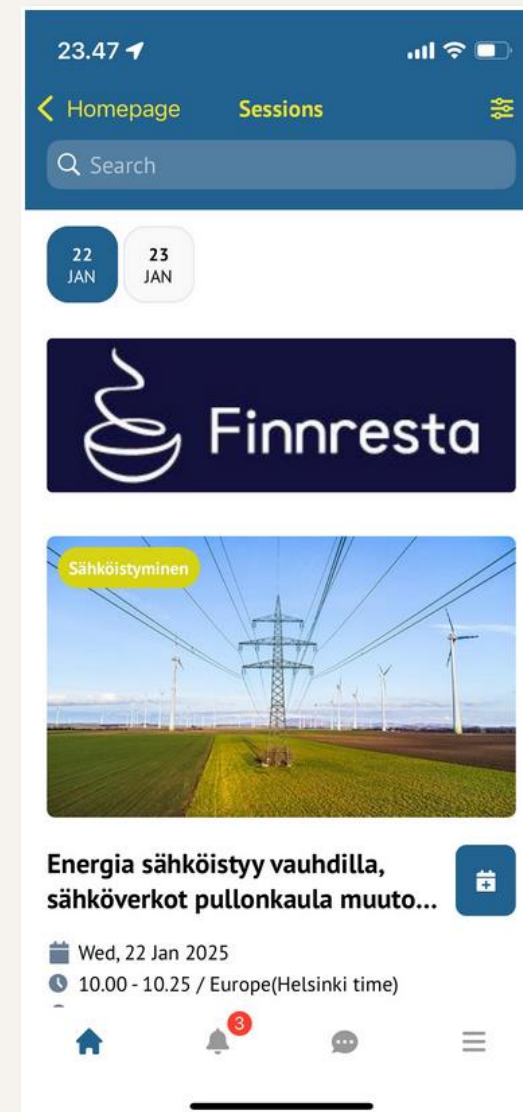 23.47
Homepage
Sessions
Search
22
JAN
23
JAN
Finnresta
Sähköistyminen
Energia sähköistyy vauhdilla,
sähköverkot pullonkaula muuto...
Wed, 22 Jan 2025
10.00 - 10.25 / Europe(Helsinki time)
3